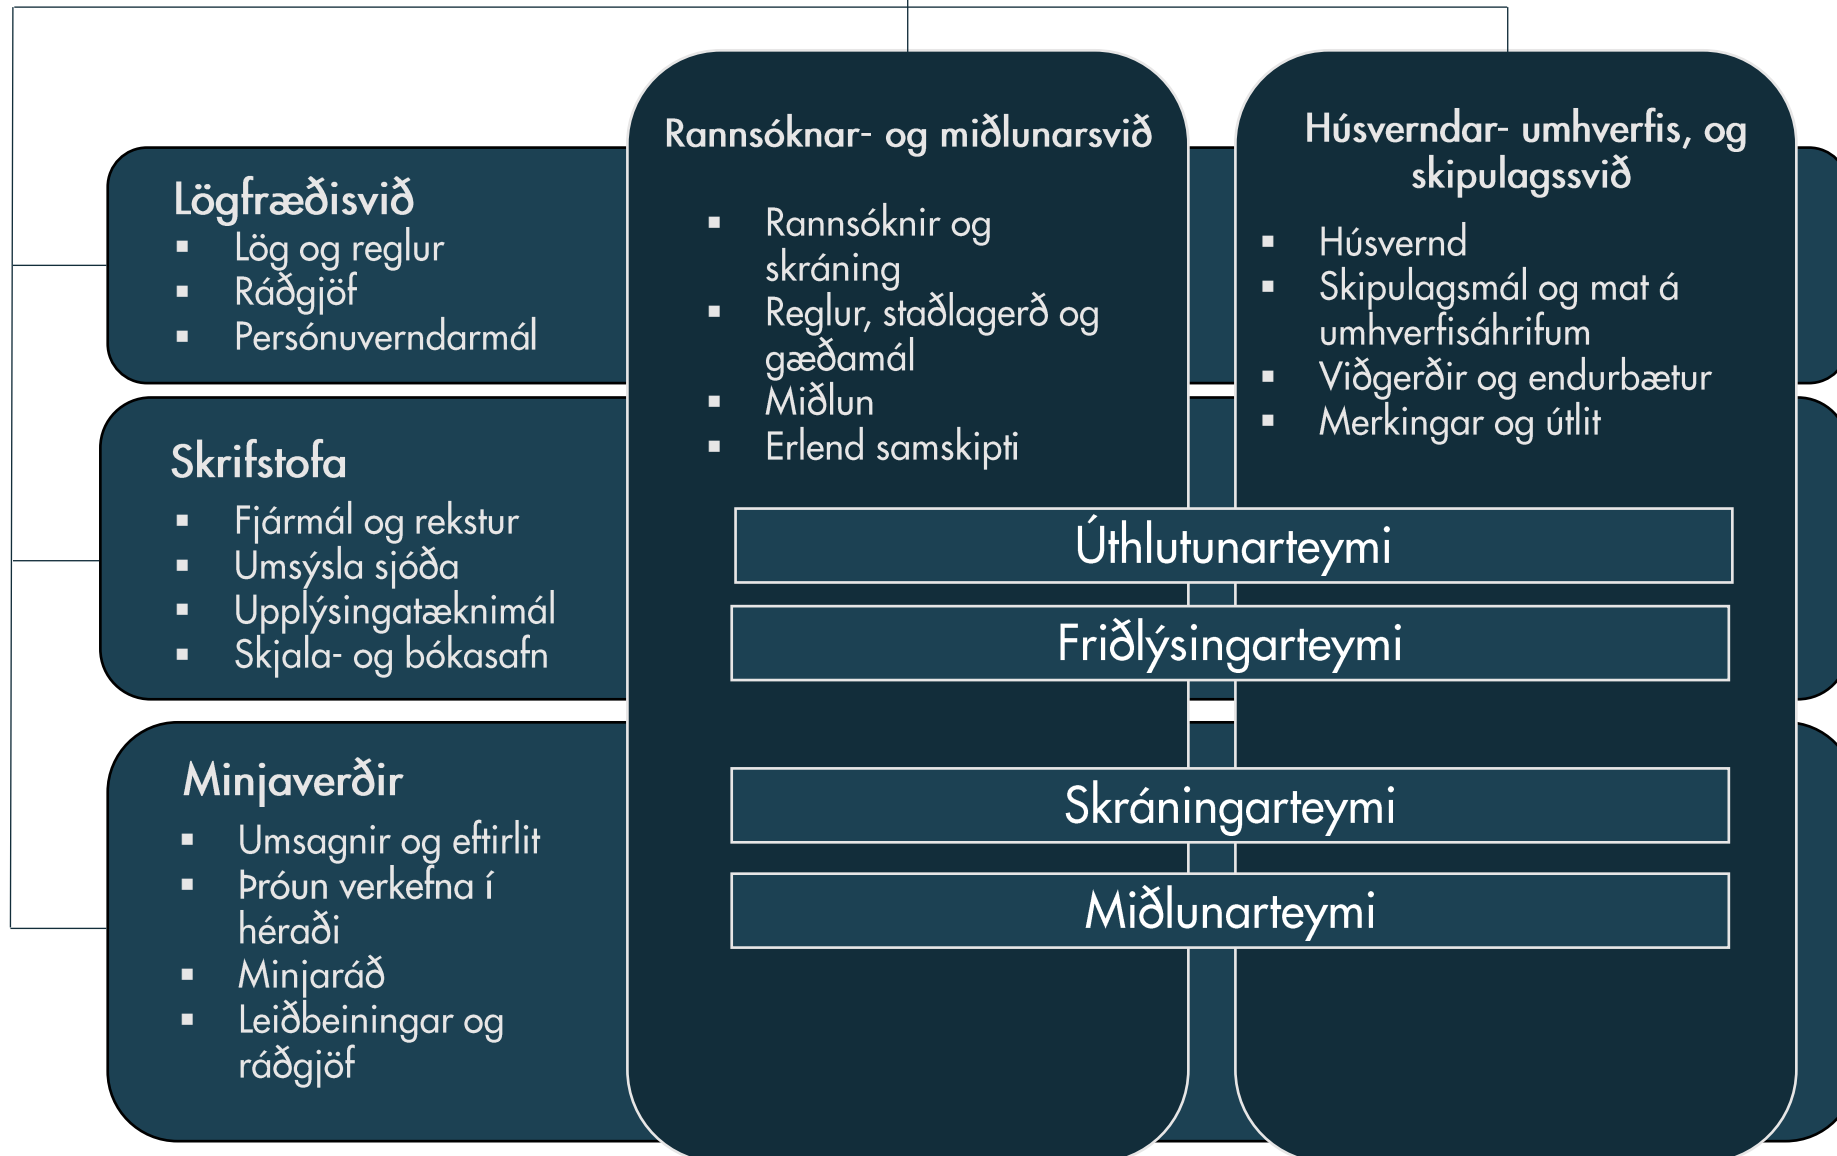 Lögfræðisvið
▪ Lög og reglur
▪ Ráðgjöf
▪ Persónuverndarmál
Skrifstofa
▪ Fjármál og rekstur
▪ Umsýsla sjóða
▪ Upplýsingatæknimál
▪ Skjala- og bókasafn
Minjaverðir
▪ Umsagnir og eftirlit
▪ Þróun verkefna í
héraði
▪ Minjaráð
▪ Leiðbeiningar og
ráðgjöf
Rannsóknar- og miðlunarsvið
▪ Rannsóknir og
skráning
▪ Reglur, staðlagerð og
gæðamál
▪ Miðlun
▪ Erlend samskipti
Húsverndar- umhverfis, og
skipulagssvið
▪ Húsvernd
▪ Skipulagsmál og mat á
umhverfisáhrifum
▪ Viðgerðir og endurbætur
▪ Merkingar og útlit
Úthlutunarteymi
Friðlýsingarteymi
Skráningarteymi
Miðlunarteymi